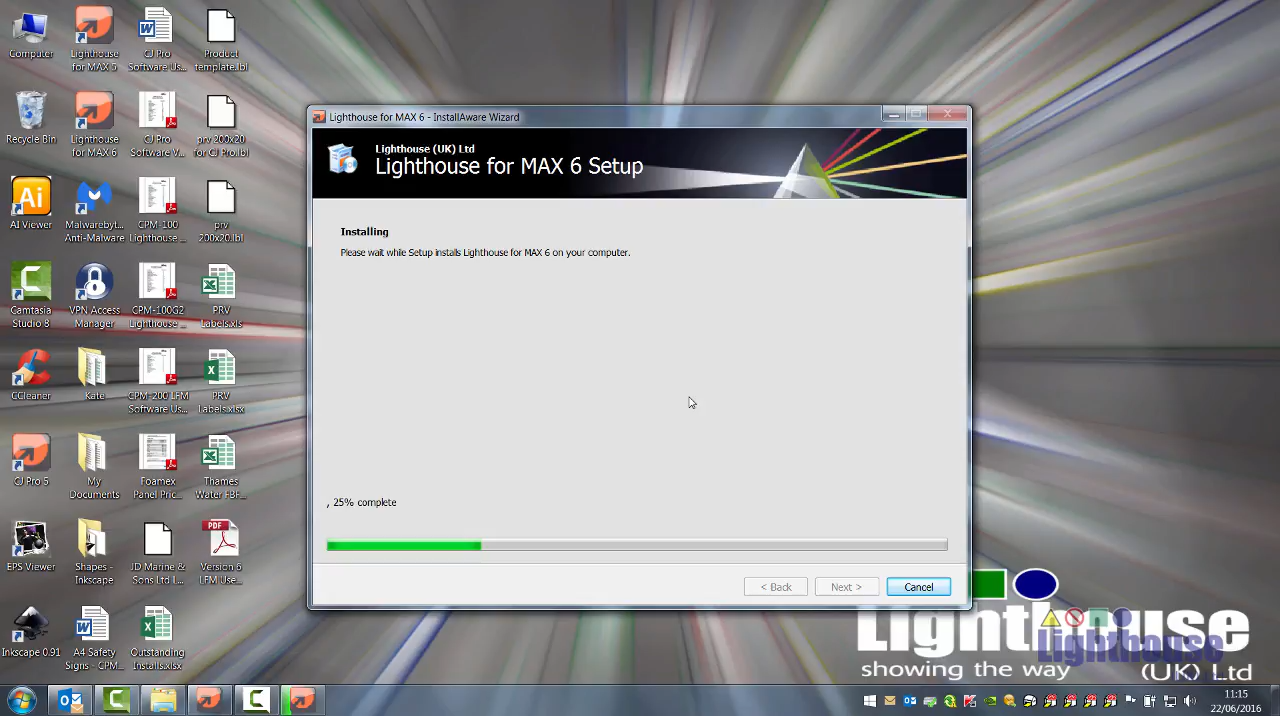 Computer
Lighthouse
for MAX 5
CJ Pro
Software Us...
Product
template.lbl
Recycle Bin
Lighthouse
for MAX 6
CJ Pro
Software V...
prv 200x20
for CJ Pro.lbl
Ai
AI Viewer
Malwarebyt...
Anti-Malware
CPM-100
Lighthouse ...
prv
200x20.lbl
Camtasia
Studio 8
VPN Access
Manager
CPM-100G2
Lighthouse ...
PRV
Labels.xls
CCleaner
Kate
CPM-200 LFM
Software Us...
PRV
Labels.xlsx
CJ Pro 5
My
Documents
Foamex
Panel Pric...
Thames
Water FBF...
EPS Viewer
Shapes -
Inkscape
JD Marine &
Sons Ltd L...
PDF
Version 6
LFM Use...
Inkscape 0.91
A4 Safety
Signs - CPM...
Outstanding
Installs.xlsx
Lighthouse for MAX 6 - InstallAware Wizard
Lighthouse (UK) Ltd
Lighthouse for MAX 6 Setup
Installing
Please wait while Setup installs Lighthouse for MAX 6 on your computer.
, 25% complete
< Back
Next >
Cancel
Lighthouse
showing the way (UK) Ltd
Lighthouse
11:15
22/06/2016